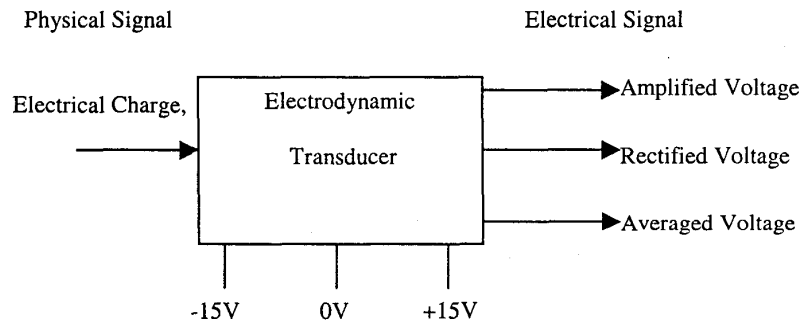 Physical Signal
Electrical Signal
Electrical Charge,
Electrodynamic
Transducer
Amplified Voltage
Rectified Voltage
Averaged Voltage
-15V
0V
+15V